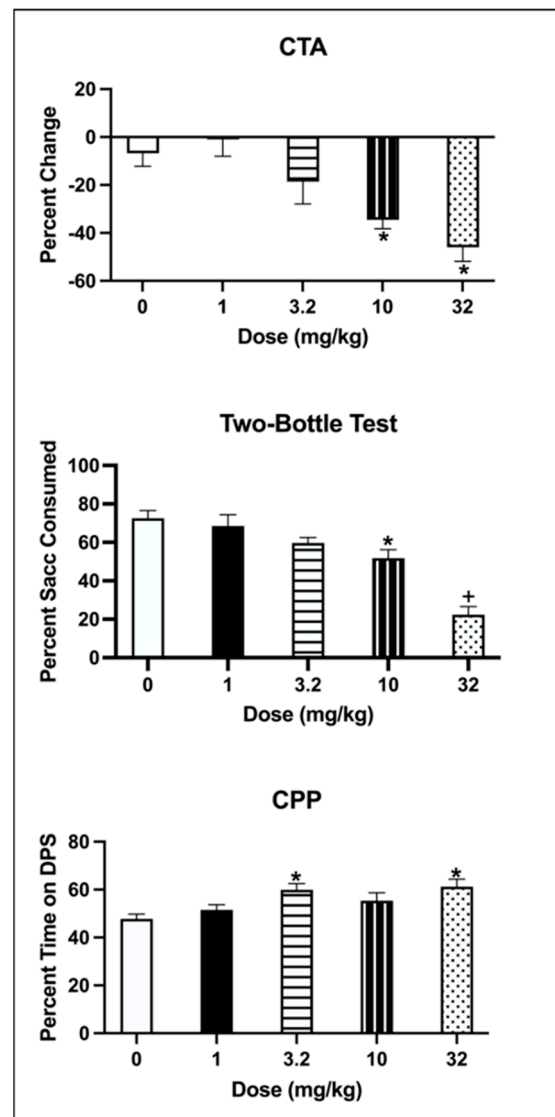 CTA
Percent Change
20
0
-20
-40
-60
*
*
0 1 3.2 10 32
Dose (mg/kg)
Two-Bottle Test
Percent Sacc Consumed
100
80
60
40
20
0
*
+
0 1 3.2 10 32
Dose (mg/kg)
CPP
Percent Time on DPS
80
60
40
20
0
*
*
0 1 3.2 10 32
Dose (mg/kg)